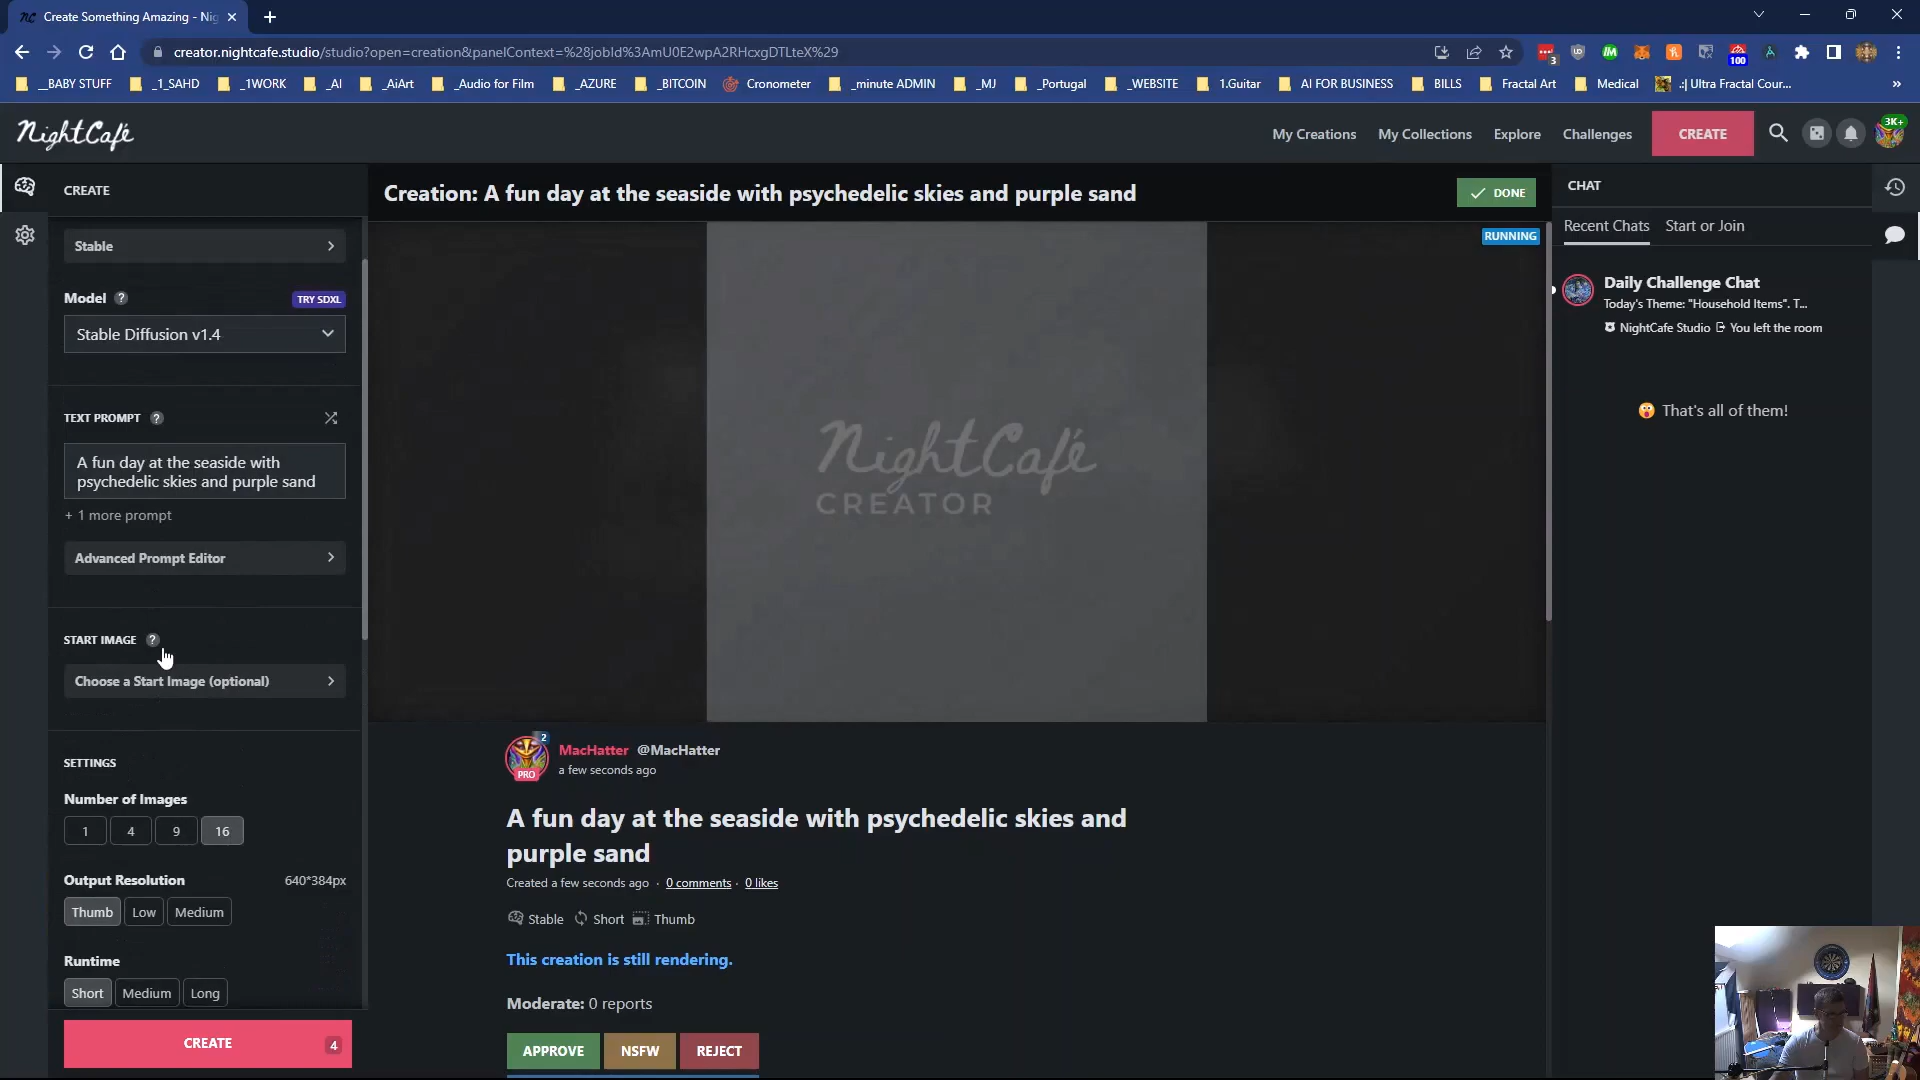 Create Something Amazing - Nig
creator.nightcafe.studio/studio?open=creation&panelContext=%28jobId%3AmU0E2wpA2RHcxgDTLteX%29
3
100
__BABY STUFF
_1_SAHD
_1WORK
_AI
_AiArt
_Audio for Film
_AZURE
_BITCOIN
Cronometer
_minute ADMIN
_MJ
_Portugal
_WEBSITE
1.Guitar
AI FOR BUSINESS
BILLS
Fractal Art
Medical
.:| Ultra Fractal Cour...
NightCafé
My Creations
My Collections
Explore
Challenges
CREATE
3K+
CREATE
Stable
Model ?
TRY SDXL
Stable Diffusion v1.4
TEXT PROMPT ?
A fun day at the seaside with
psychedelic skies and purple sand
+ 1 more prompt
Advanced Prompt Editor
START IMAGE ?
Choose a Start Image (optional)
SETTINGS
Number of Images
1 4 9 16
Output Resolution 640*384px
Thumb Low Medium
Runtime
Short Medium Long
CREATE 4
Creation: A fun day at the seaside with psychedelic skies and purple sand
DONE
RUNNING
NightCafé
CREATOR
2
PRO
MacHatter @MacHatter
a few seconds ago
A fun day at the seaside with psychedelic skies and
purple sand
Created a few seconds ago · 0 comments · 0 likes
Stable Short Thumb
This creation is still rendering.
Moderate: 0 reports
APPROVE NSFW REJECT
CHAT
Recent Chats Start or Join
Daily Challenge Chat
Today's Theme: "Household Items". T...
NightCafe Studio You left the room
That's all of them!